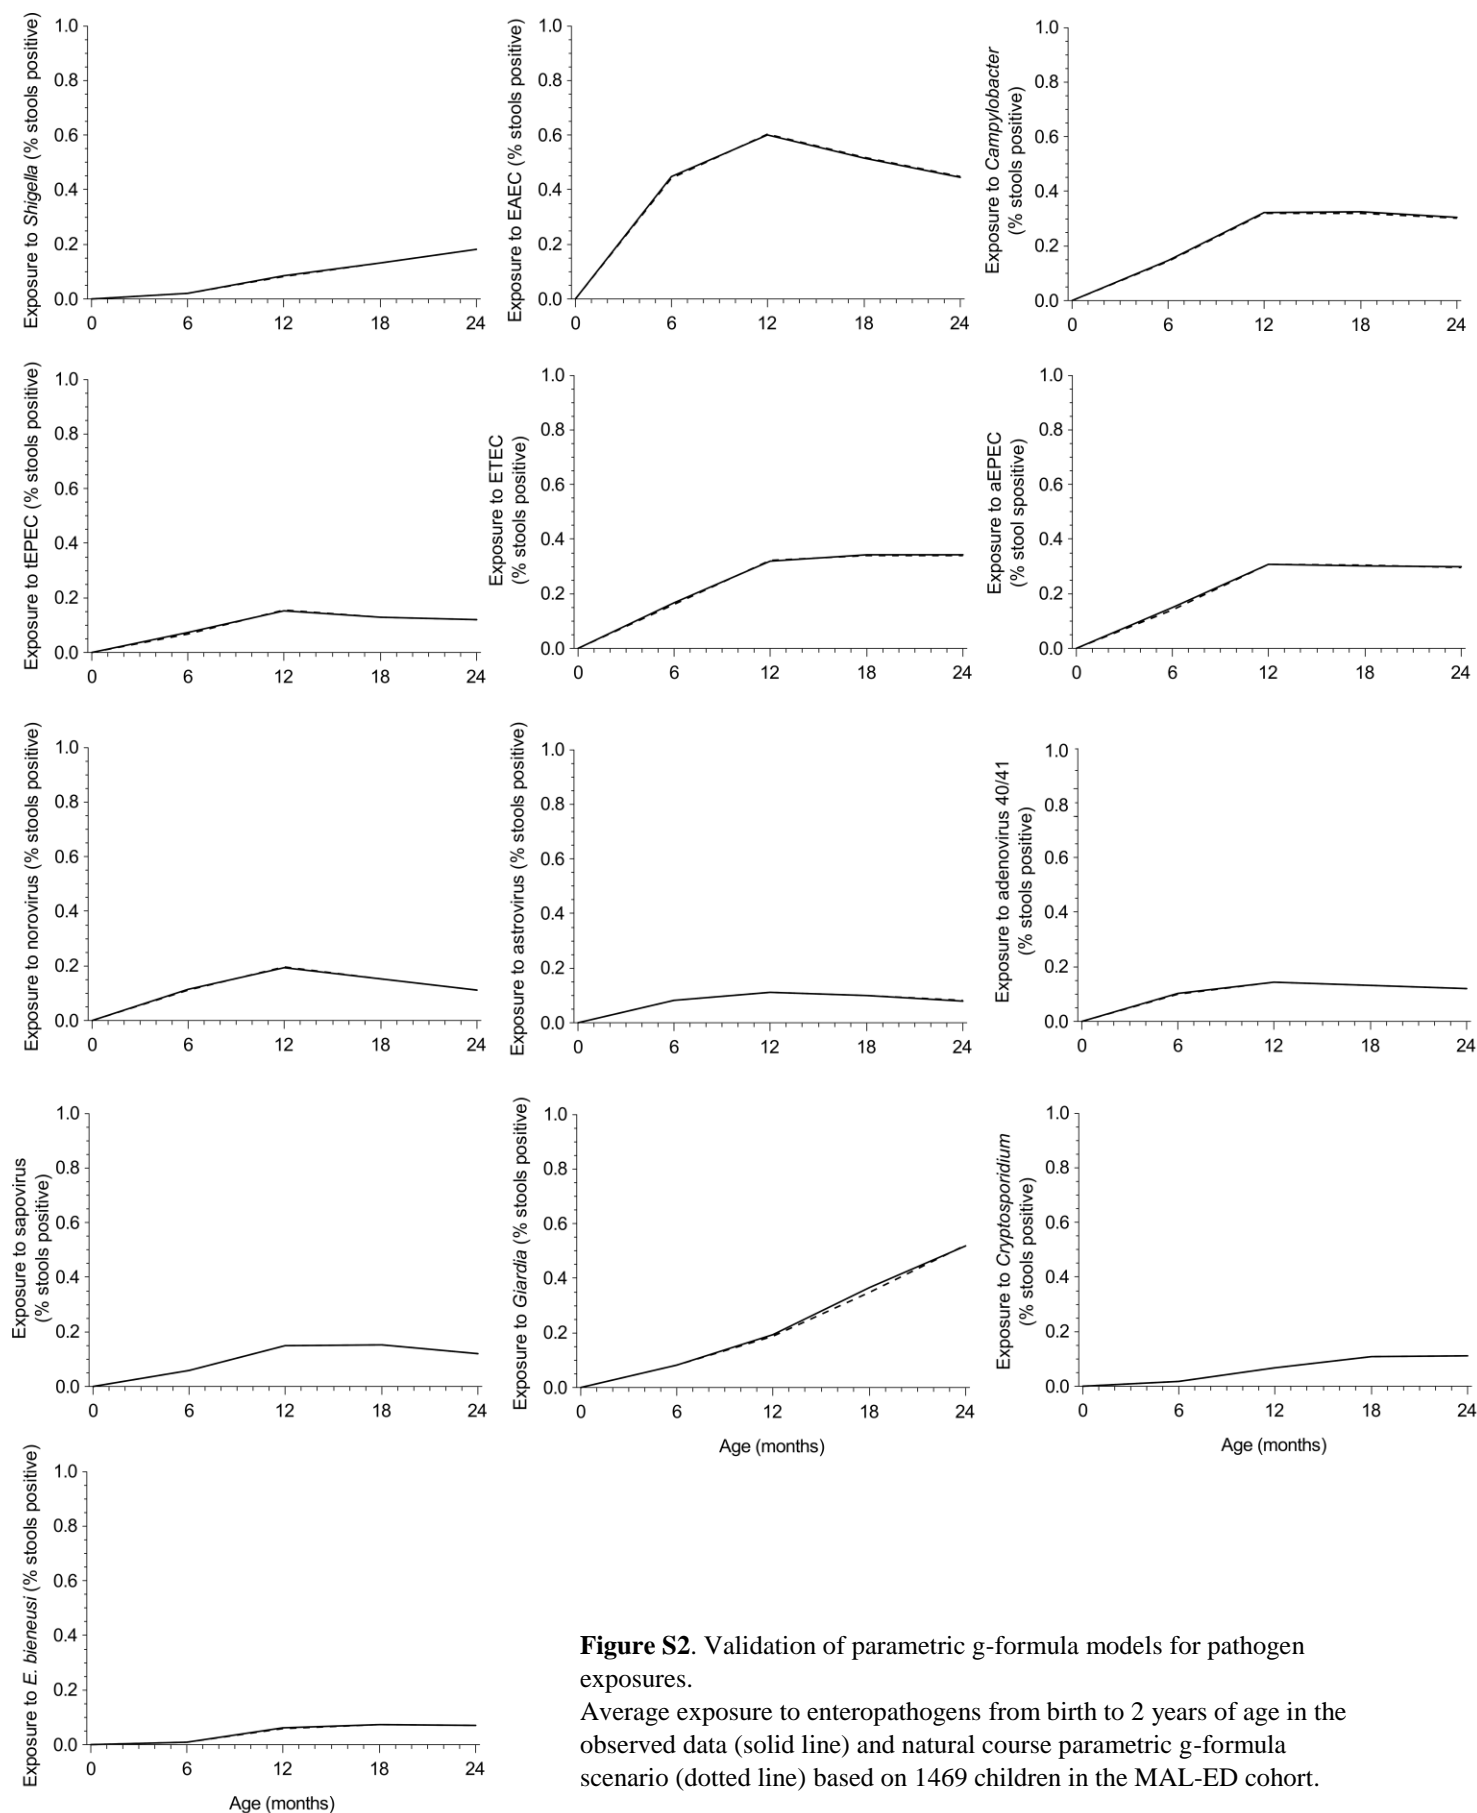 Exposure to Shigella (% stools positive)
1.0
0.8
0.6
0.4
0.2
0.0
0 6 12 18 24
Exposure to EAEC (% stools positive)
1.0
0.8
0.6
0.4
0.2
0.0
0 6 12 18 24
Exposure to Campylobacter
(% stools positive)
1.0
0.8
0.6
0.4
0.2
0.0
0 6 12 18 24
Exposure to tEPEC (% stools positive)
1.0
0.8
0.6
0.4
0.2
0.0
0 6 12 18 24
Exposure to ETEC
(% stools positive)
1.0
0.8
0.6
0.4
0.2
0.0
0 6 12 18 24
Exposure to aEPEC
(% stool spositive)
1.0
0.8
0.6
0.4
0.2
0.0
0 6 12 18 24
Exposure to norovirus (% stools positive)
1.0
0.8
0.6
0.4
0.2
0.0
0 6 12 18 24
Exposure to astrovirus (% stools positive)
1.0
0.8
0.6
0.4
0.2
0.0
0 6 12 18 24
Exposure to adenovirus 40/41
(% stools positive)
1.0
0.8
0.6
0.4
0.2
0.0
0 6 12 18 24
Exposure to sapovirus
(% stools positive)
1.0
0.8
0.6
0.4
0.2
0.0
0 6 12 18 24
Exposure to Giardia (% stools positive)
1.0
0.8
0.6
0.4
0.2
0.0
0 6 12 18 24
Age (months)
Exposure to Cryptosporidium
(% stools positive)
1.0
0.8
0.6
0.4
0.2
0.0
0 6 12 18 24
Age (months)
Exposure to E. bieneusi (% stools positive)
1.0
0.8
0.6
0.4
0.2
0.0
0 6 12 18 24
Age (months)
Figure S2. Validation of parametric g-formula models for pathogen
exposures.
Average exposure to enteropathogens from birth to 2 years of age in the
observed data (solid line) and natural course parametric g-formula
scenario (dotted line) based on 1469 children in the MAL-ED cohort.